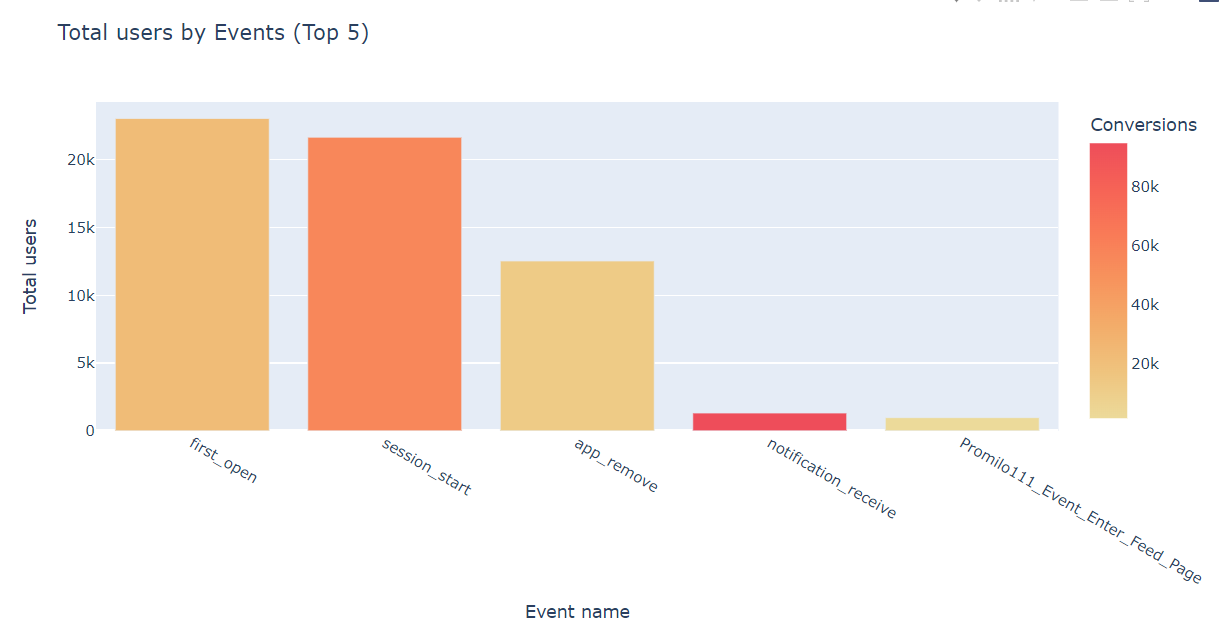 Total users by Events (Top 5)
Conversions
Total users
20k
15k
10k
5k
0
80k
60k
40k
20k
first_open
session_start
app_remove
notification_receive
Promilo111_Event_Enter_Feed_Page
Event name